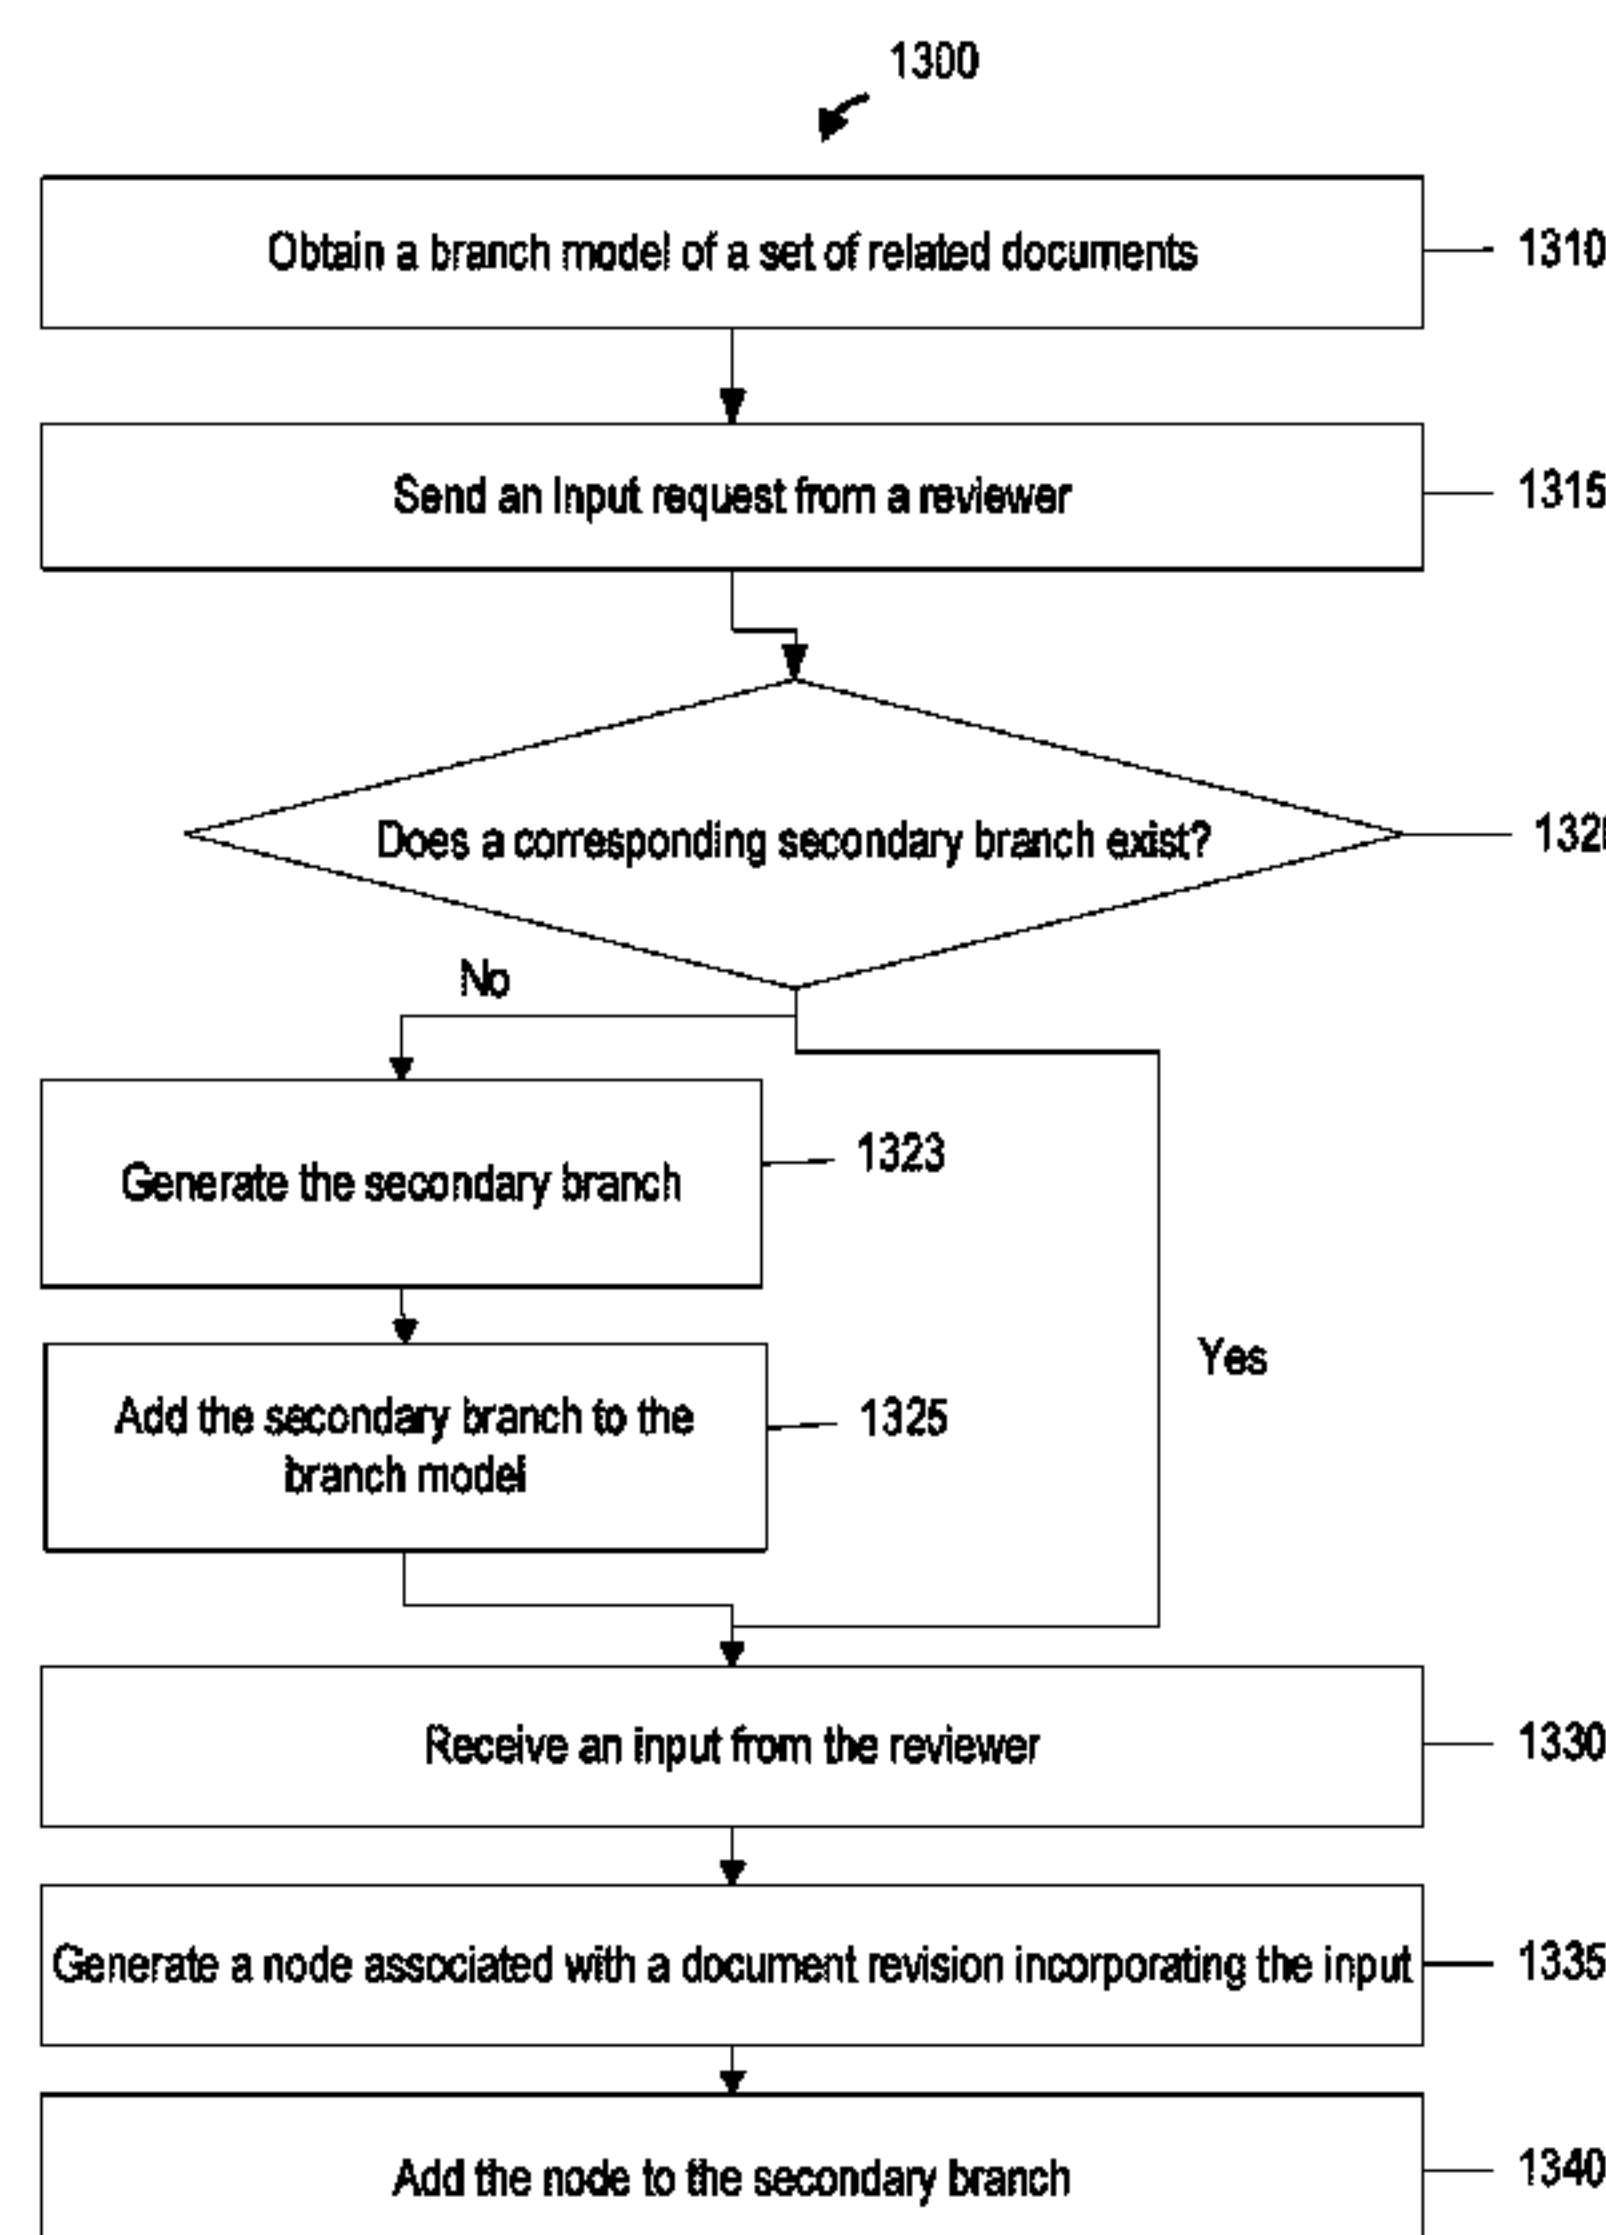 1300
Obtain a branch model of a set of related documents
1310
Send an input request from a reviewer
1315
Does a corresponding secondary branch exist?
No
Generate the secondary branch
1323
Add the secondary branch to the
branch model
1325
Yes
Receive an input from the reviewer
1330
Generate a node associated with a document revision incorporating the input
1335
Add the node to the secondary branch
1340